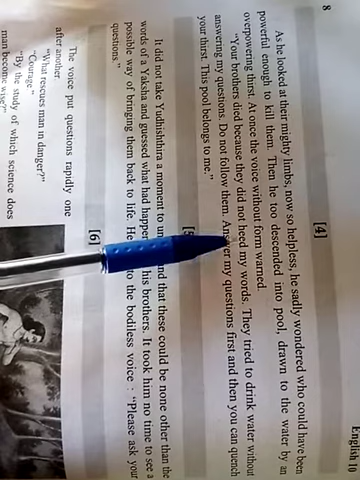 8
English 10
[4]
As he looked at their mighty limbs, now so helpless, he sadly wondered who could have been
powerful enough to kill them. Then he too descended into pool, drawn to the water by an
overpowering thirst. At once the voice without form warned.
"Your brothers died because they did not heed my words. They tried to drink water without
answering my questions. Do not follow them. Answer my questions first and then you can quench
your thirst. This pool belongs to me."
[5
It did not take Yudhishthira a moment to and that these could be none other than the
words of a Yaksha and guessed what had happe his brothers. It took him no time to see a
possible way of bringing them back to life. He to the bodiless voice : "Please ask your
questions."
[6]
The voice put questions rapidly one
after another
"What rescues man in danger?"
"Courage"
"By the study of which science does
man become wise?"